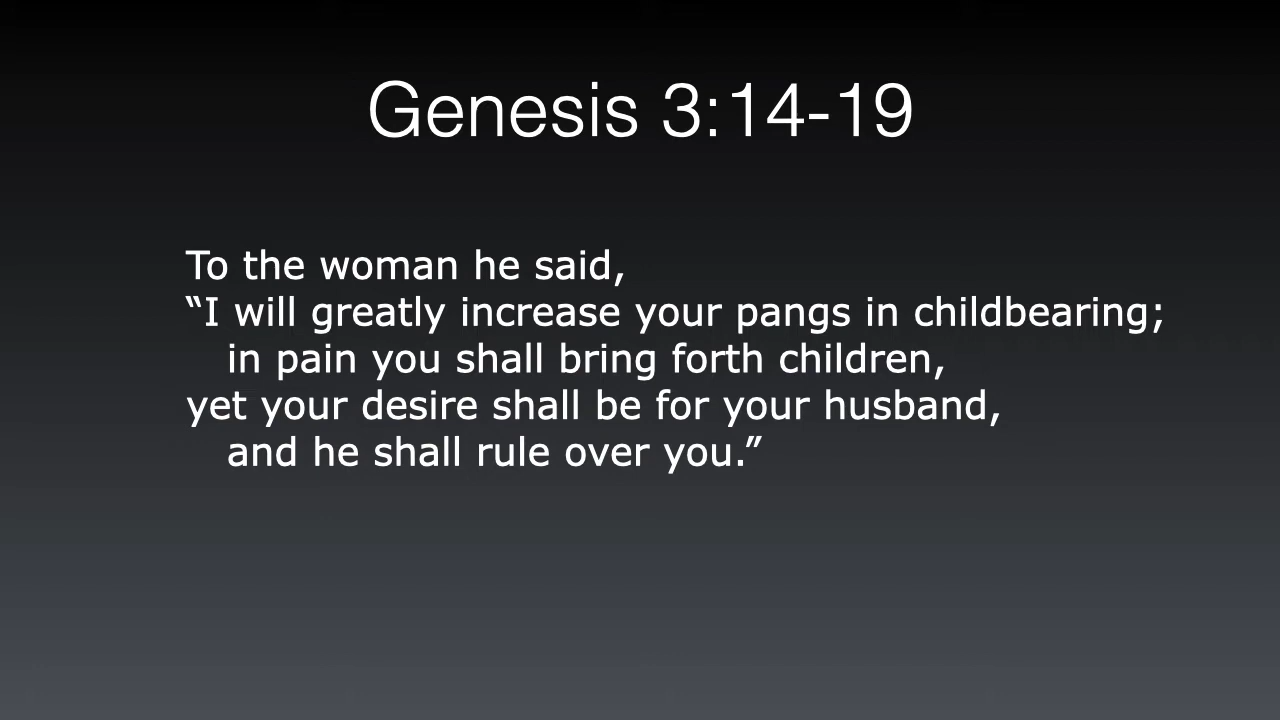 Genesis 3:14-19
To the woman he said,
“I will greatly increase your pangs in childbearing;
in pain you shall bring forth children,
yet your desire shall be for your husband,
and he shall rule over you.”